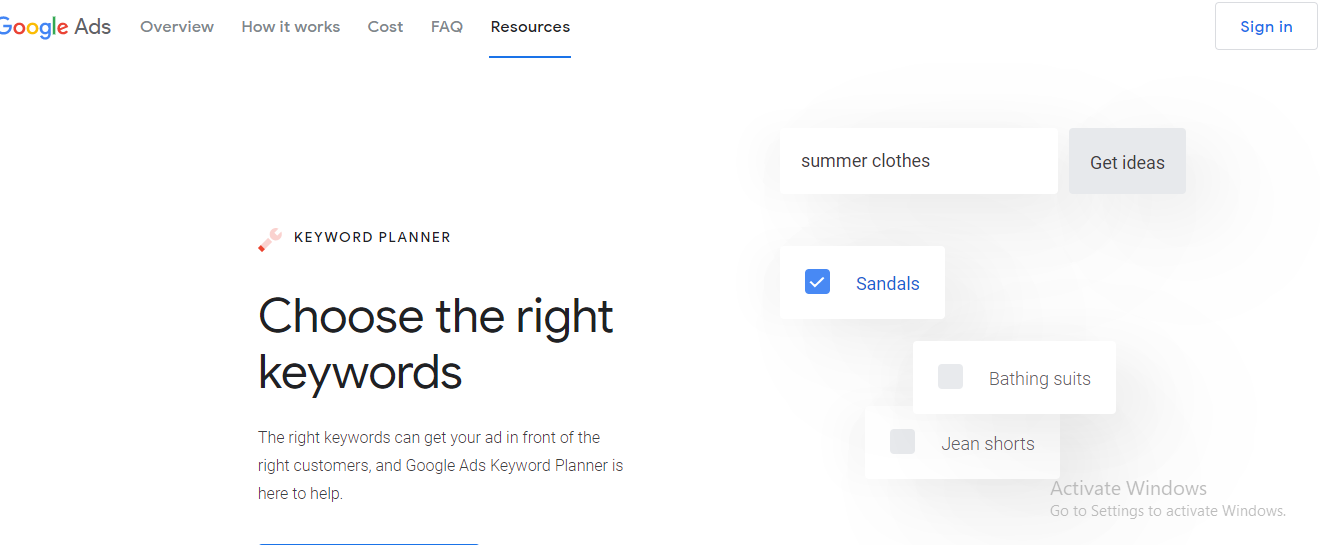 Google Ads
Overview
How it works
Cost
FAQ
Resources
Sign in
KEYWORD PLANNER
Choose the right
keywords
The right keywords can get your ad in front of the
right customers, and Google Ads Keyword Planner is
here to help.
summer clothes
Get ideas
Sandals
Bathing suits
Jean shorts
Activate Windows
Go to Settings to activate Windows.